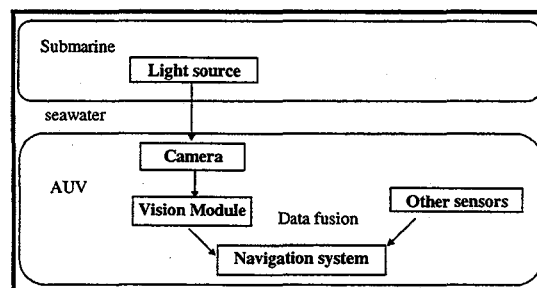 Submarine
Light source
seawater
Camera
AUV
Vision Module
Other sensors
Data fusion
Navigation system